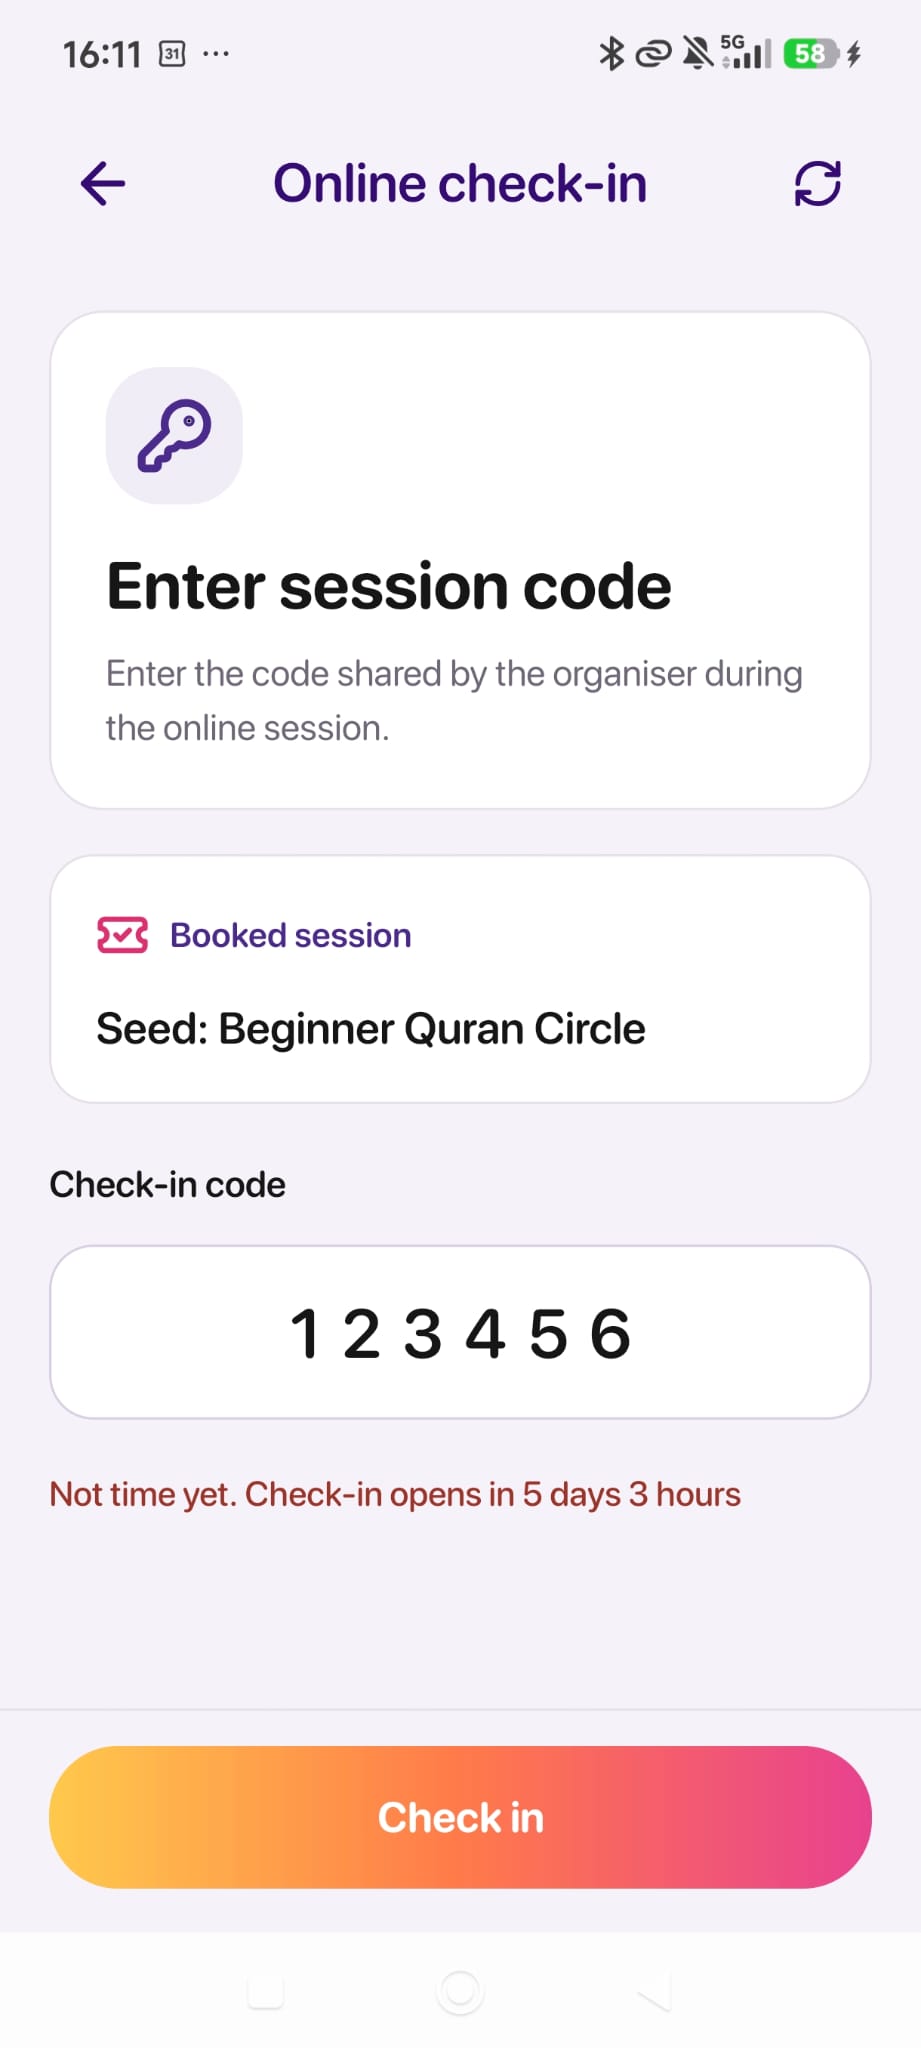 16:11 31 ...
5G 58
Online check-in
Enter session code
Enter the code shared by the organiser during
the online session.
Booked session
Seed: Beginner Quran Circle
Check-in code
1 2 3 4 5 6
Not time yet. Check-in opens in 5 days 3 hours
Check in